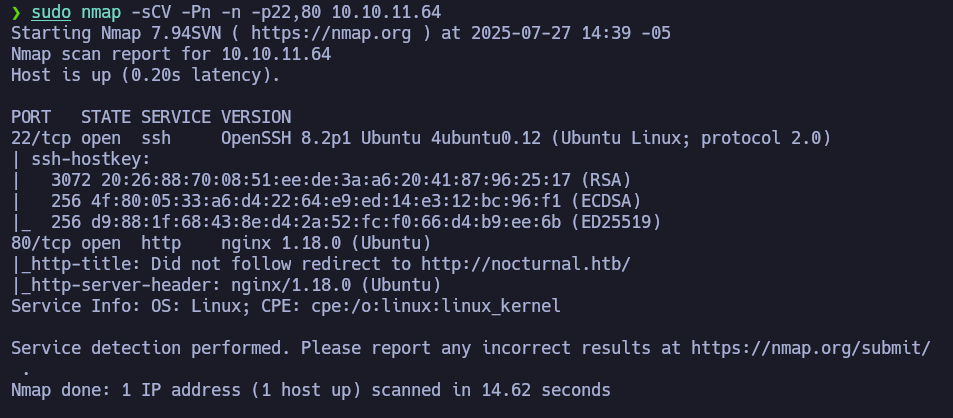 ❯ sudo nmap -sCV -Pn -n -p22,80 10.10.11.64
Starting Nmap 7.94SVN ( https://nmap.org ) at 2025-07-27 14:39 -05
Nmap scan report for 10.10.11.64
Host is up (0.20s latency).

PORT   STATE SERVICE VERSION
22/tcp open  ssh     OpenSSH 8.2p1 Ubuntu 4ubuntu0.12 (Ubuntu Linux; protocol 2.0)
| ssh-hostkey:
|   3072 20:26:88:70:08:51:ee:de:3a:a6:20:41:87:96:25:17 (RSA)
|   256 4f:80:05:33:a6:d4:22:64:e9:ed:14:e3:12:bc:96:f1 (ECDSA)
|_  256 d9:88:1f:68:43:8e:d4:2a:52:fc:f0:66:d4:b9:ee:6b (ED25519)
80/tcp open  http    nginx 1.18.0 (Ubuntu)
|_http-title: Did not follow redirect to http://nocturnal.htb/
|_http-server-header: nginx/1.18.0 (Ubuntu)
Service Info: OS: Linux; CPE: cpe:/o:linux:linux_kernel

Service detection performed. Please report any incorrect results at https://nmap.org/submit/
 .
Nmap done: 1 IP address (1 host up) scanned in 14.62 seconds